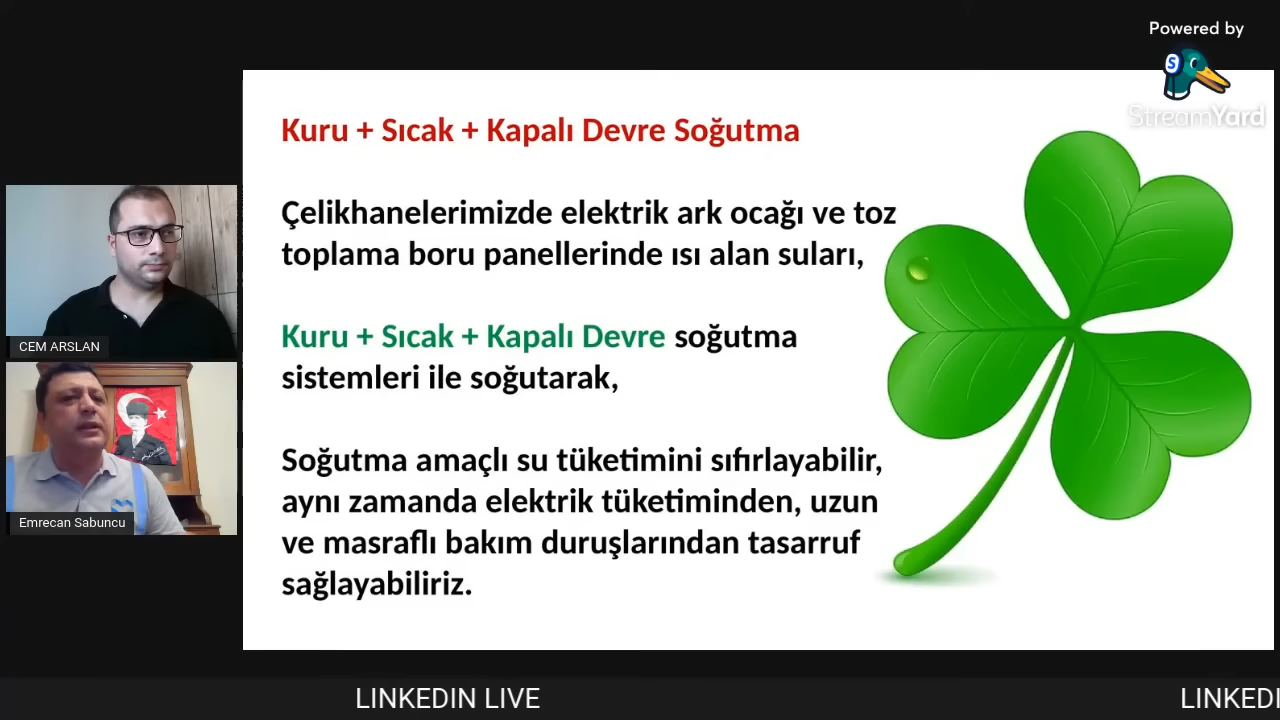 Powered by
StreamYard
Kuru + Sıcak + Kapalı Devre Soğutma
Çelikhanelerimizde elektrik ark ocağı ve toz
toplama boru panellerinde ısı alan suları,
Kuru + Sıcak + Kapalı Devre soğutma
sistemleri ile soğutarak,
Soğutma amaçlı su tüketimini sıfırlayabilir,
aynı zamanda elektrik tüketiminden, uzun
ve masraflı bakım duruşlarından tasarruf
sağlayabiliriz.
CEM ARSLAN
Emrecan Sabuncu
LINKEDIN LIVE
LINKEDI